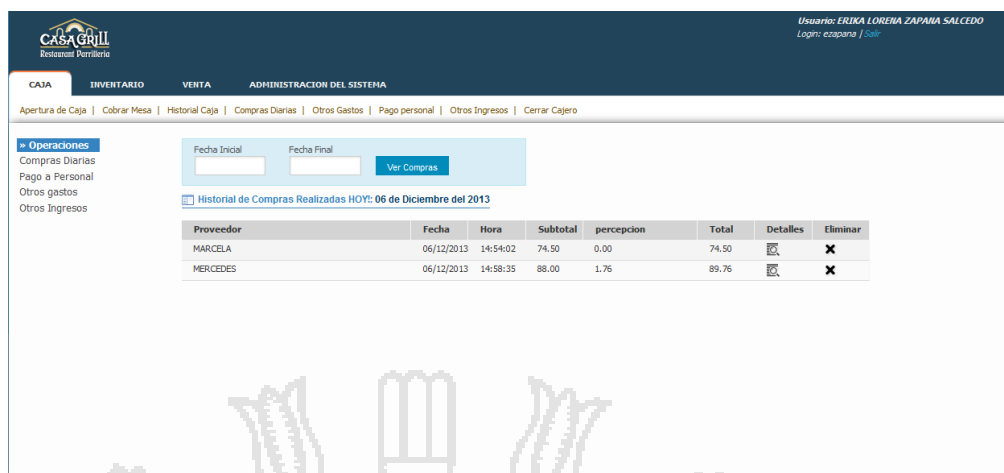 Usuario: ERIKA LORENA ZAPANA SALCEDO
Login: ezapana | Salir
CASAGRILL
Restaurant Parrilleria
CAJA INVENTARIO VENTA ADMINISTRACION DEL SISTEMA
Apertura de Caja | Cobrar Mesa | Historial Caja | Compras Diarias | Otros Gastos | Pago personal | Otros Ingresos | Cerrar Cajero
» Operaciones
Compras Diarias
Pago a Personal
Otros gastos
Otros Ingresos
Fecha Inicial Fecha Final
Ver Compras
Historial de Compras Realizadas HOY!: 06 de Diciembre del 2013
Proveedor Fecha Hora Subtotal percepcion Total Detalles Eliminar
MARCELA 06/12/2013 14:54:02 74.50 0.00 74.50
MERCEDES 06/12/2013 14:58:35 88.00 1.76 89.76